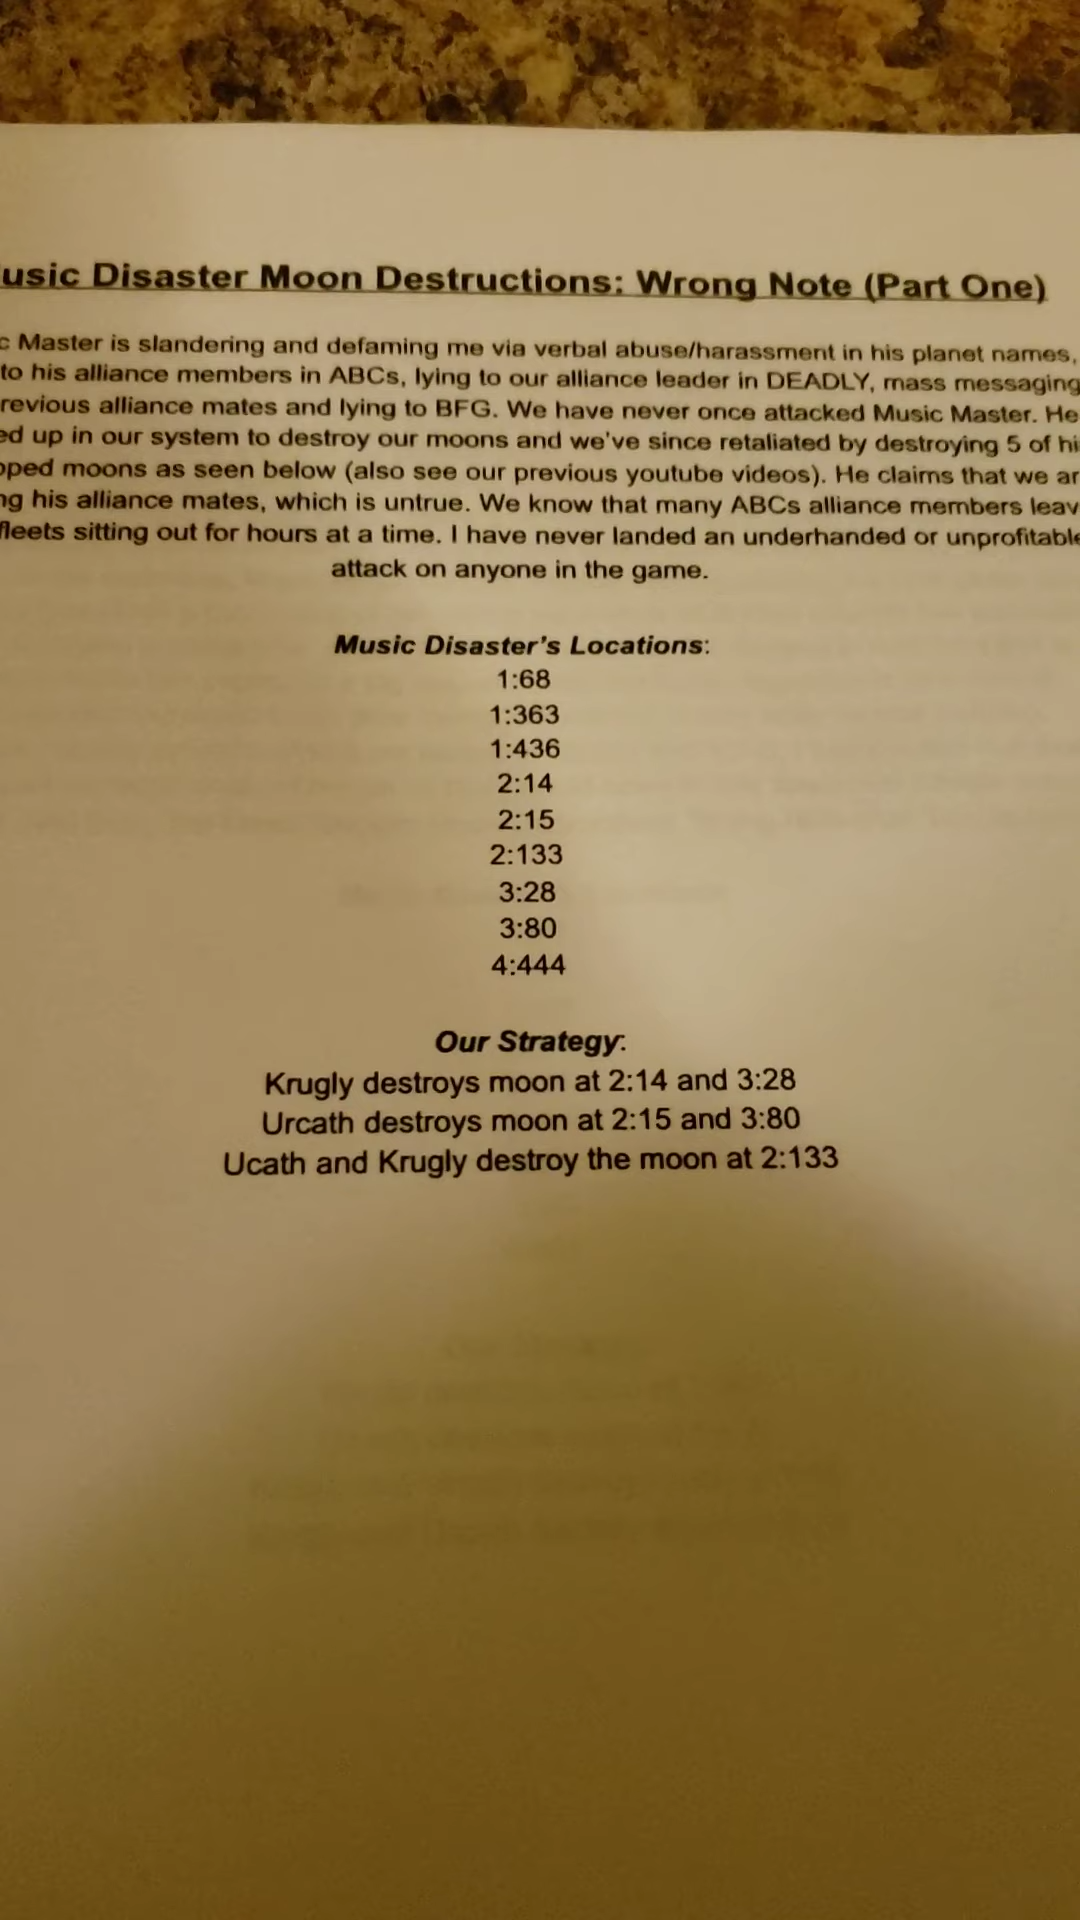 usic Disaster Moon Destructions: Wrong Note (Part One)
c Master is slandering and defaming me via verbal abuse/harassment in his planet names,
to his alliance members in ABCs, lying to our alliance leader in DEADLY, mass messaging
revious alliance mates and lying to BFG. We have never once attacked Music Master. He
ed up in our system to destroy our moons and we've since retaliated by destroying 5 of hi
pped moons as seen below (also see our previous youtube videos). He claims that we ar
ng his alliance mates, which is untrue. We know that many ABCs alliance members leav
fleets sitting out for hours at a time. I have never landed an underhanded or unprofitable
attack on anyone in the game.
Music Disaster's Locations:
1:68
1:363
1:436
2:14
2:15
2:133
3:28
3:80
4:444
Our Strategy:
Krugly destroys moon at 2:14 and 3:28
Urcath destroys moon at 2:15 and 3:80
Ucath and Krugly destroy the moon at 2:133